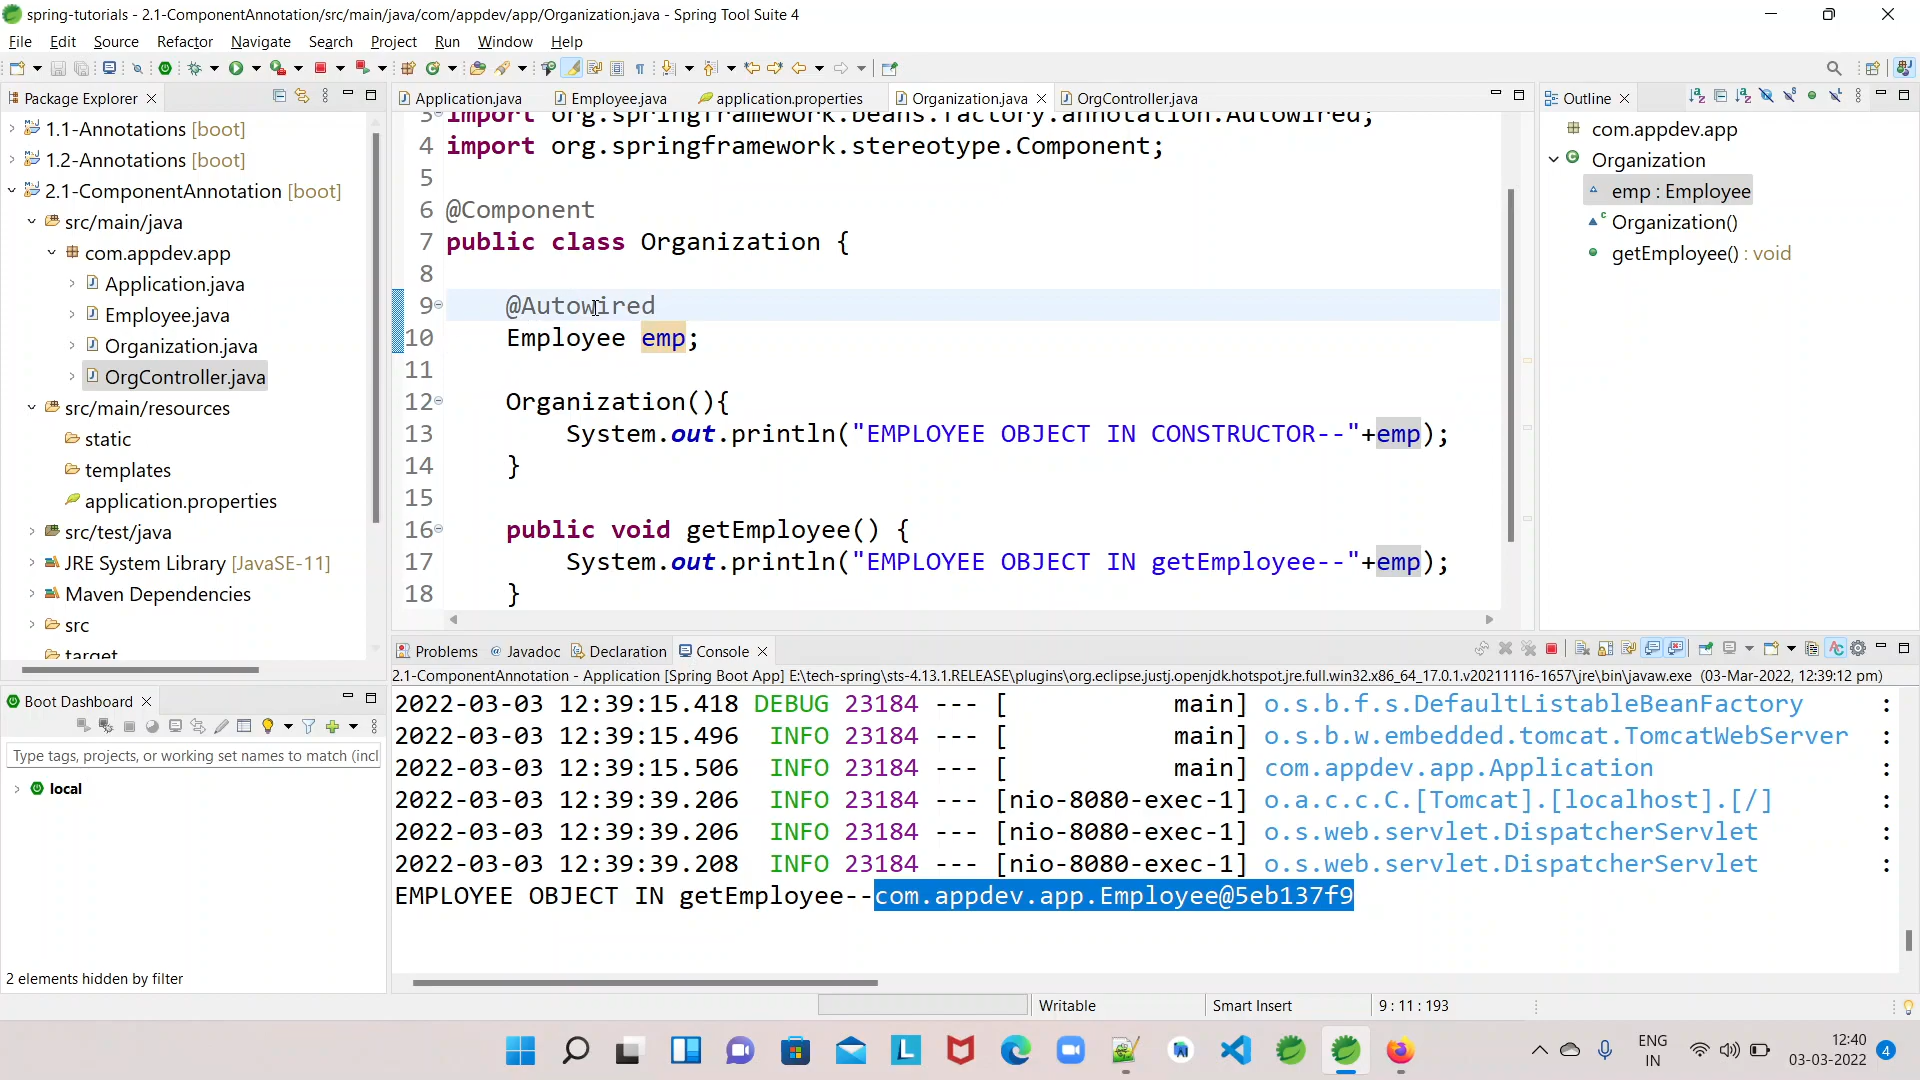 spring-tutorials - 2.1-ComponentAnnotation/src/main/java/com/appdev/app/Organization.java - Spring Tool Suite 4
File Edit Source Refactor Navigate Search Project Run Window Help
Package Explorer
1.1-Annotations [boot]
1.2-Annotations [boot]
2.1-ComponentAnnotation [boot]
src/main/java
com.appdev.app
Application.java
Employee.java
Organization.java
OrgController.java
src/main/resources
static
templates
application.properties
src/test/java
JRE System Library [JavaSE-11]
Maven Dependencies
src
target
Application.java Employee.java application.properties Organization.java OrgController.java
3 import org.springframework.beans.factory.annotation.Autowired;
4 import org.springframework.stereotype.Component;
5
6 @Component
7 public class Organization {
8
9 @Autowired
10 Employee emp;
11
12 Organization(){
13 System.out.println("EMPLOYEE OBJECT IN CONSTRUCTOR--"+emp);
14 }
15
16 public void getEmployee() {
17 System.out.println("EMPLOYEE OBJECT IN getEmployee--"+emp);
18 }
Outline
com.appdev.app
Organization
emp : Employee
Organization()
getEmployee() : void
Boot Dashboard
Type tags, projects, or working set names to match (incl
local
2 elements hidden by filter
Problems @ Javadoc Declaration Console
2.1-ComponentAnnotation - Application [Spring Boot App] E:\tech-spring\sts-4.13.1.RELEASE\plugins\org.eclipse.justj.openjdk.hotspot.jre.full.win32.x86_64_17.0.1.v20211116-1657\jre\bin\javaw.exe (03-Mar-2022, 12:39:12 pm)
2022-03-03 12:39:15.418 DEBUG 23184 --- [ main] o.s.b.f.s.DefaultListableBeanFactory :
2022-03-03 12:39:15.496 INFO 23184 --- [ main] o.s.b.w.embedded.tomcat.TomcatWebServer :
2022-03-03 12:39:15.506 INFO 23184 --- [ main] com.appdev.app.Application :
2022-03-03 12:39:39.206 INFO 23184 --- [nio-8080-exec-1] o.a.c.c.C.[Tomcat].[localhost].[/] :
2022-03-03 12:39:39.206 INFO 23184 --- [nio-8080-exec-1] o.s.web.servlet.DispatcherServlet :
2022-03-03 12:39:39.208 INFO 23184 --- [nio-8080-exec-1] o.s.web.servlet.DispatcherServlet :
EMPLOYEE OBJECT IN getEmployee--com.appdev.app.Employee@5eb137f9
Writable Smart Insert 9 : 11 : 193
ENG
IN
12:40
03-03-2022
4